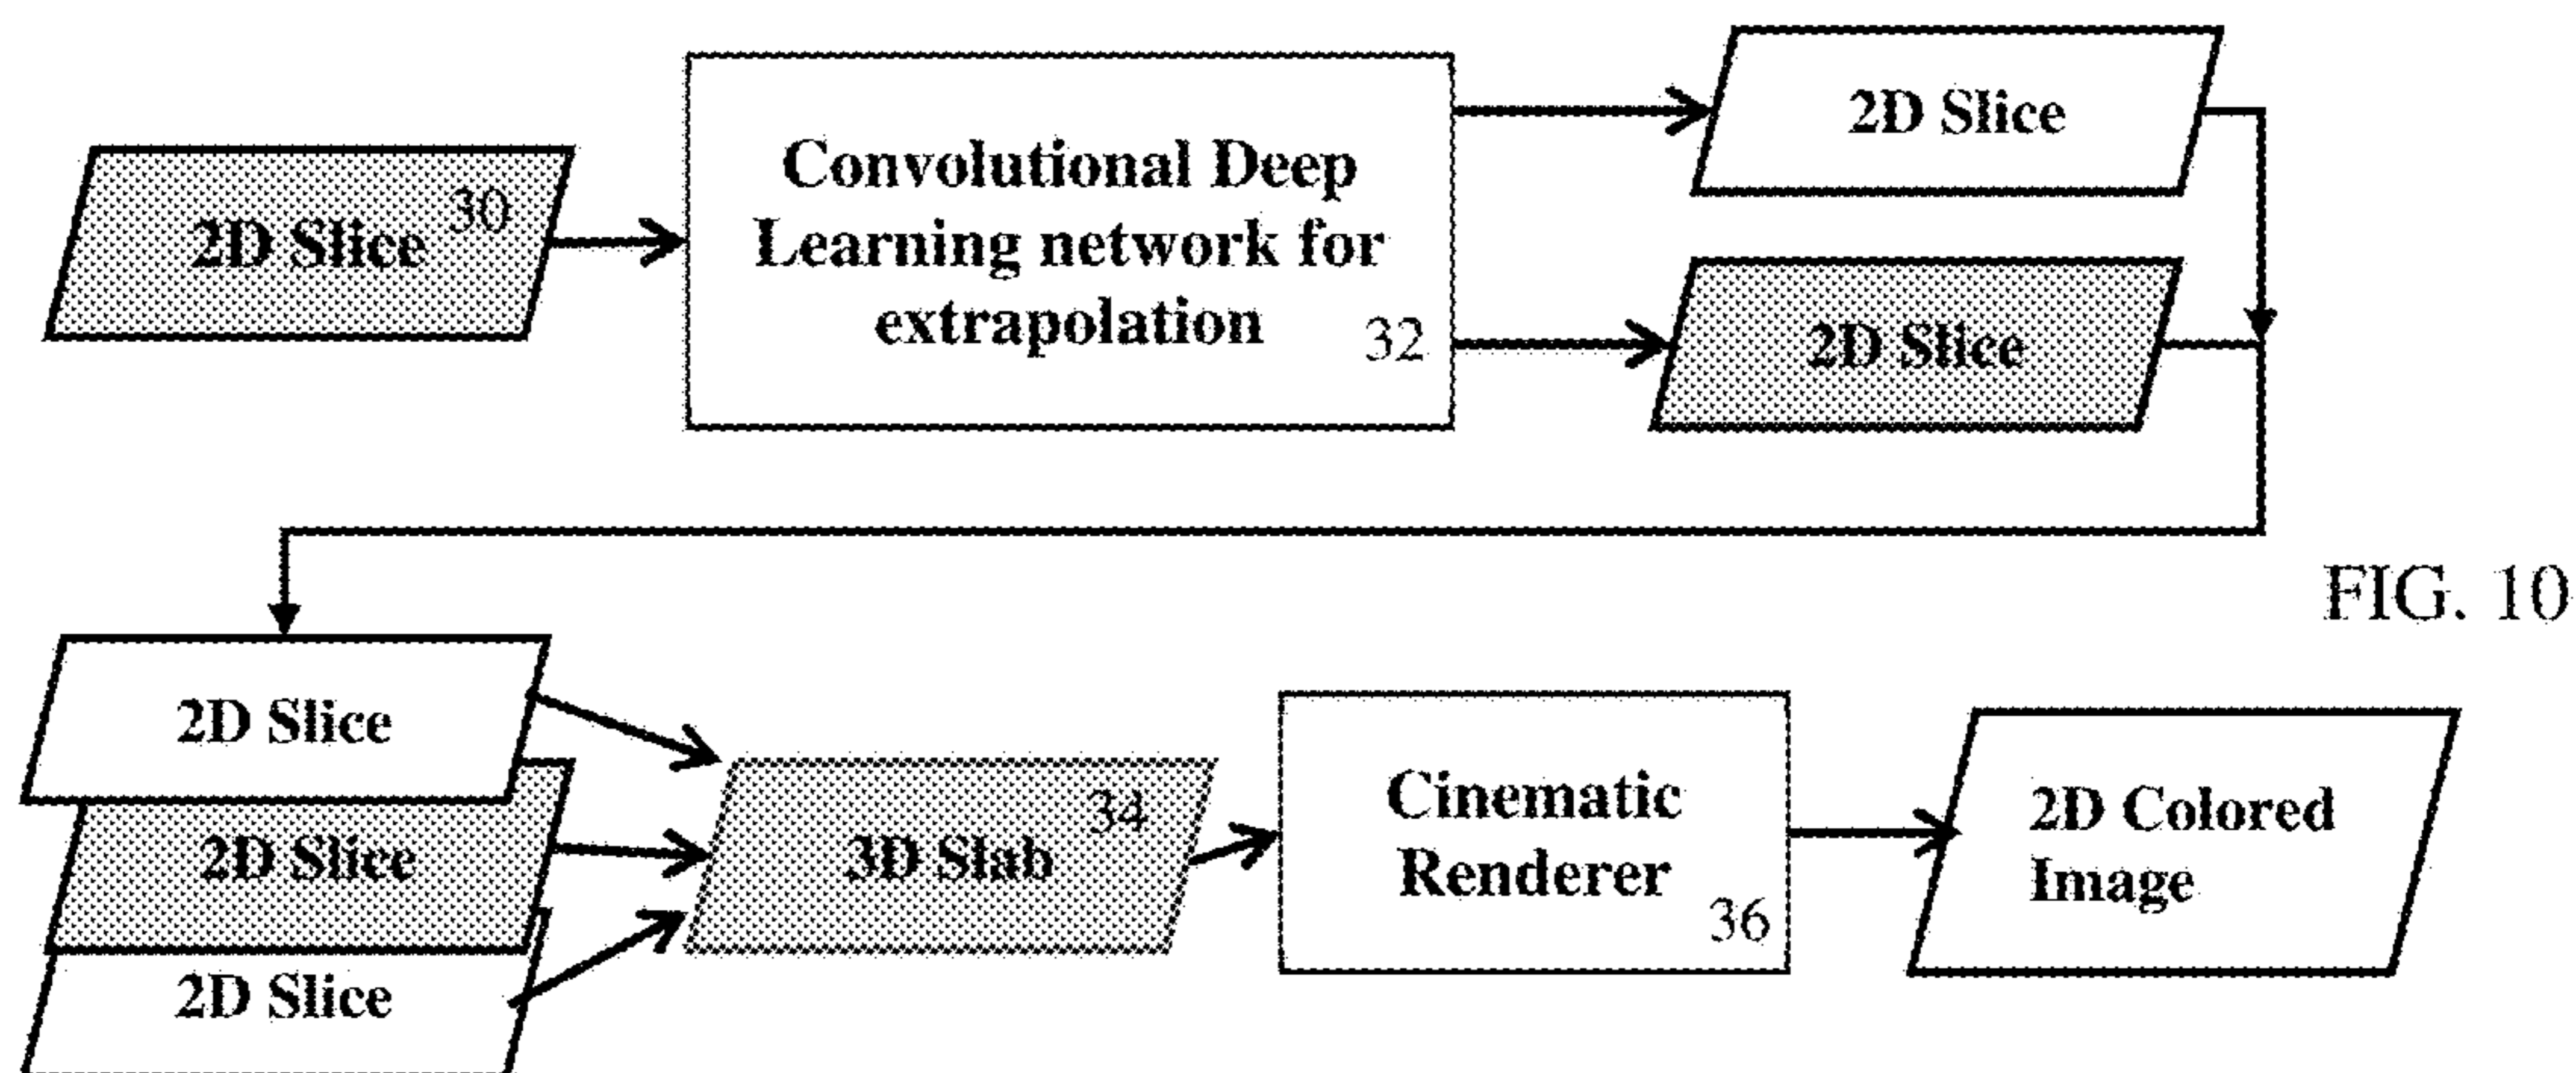 2D Slice 30
Convolutional Deep
Learning network for
extrapolation 32
2D Slice
2D Slice
FIG. 10
2D Slice
2D Slice
2D Slice
3D Slab 34
Cinematic
Renderer
36
2D Colored
Image